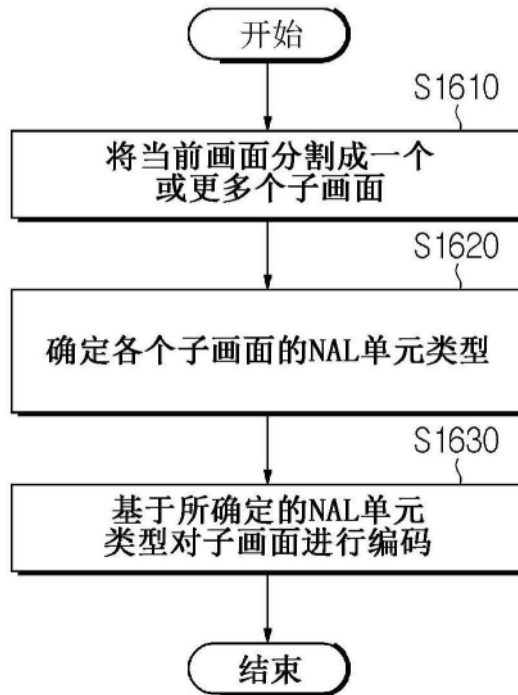 开始
S1610
将当前画面分割成一个
或更多个子画面
S1620
确定各个子画面的NAL单元类型
S1630
基于所确定的NAL单元
类型对子画面进行编码
结束